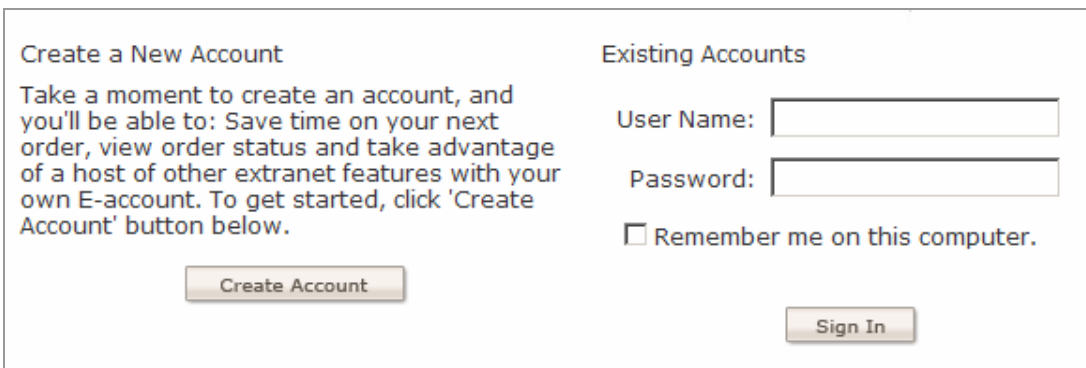 Create a New Account
Take a moment to create an account, and
you'll be able to: Save time on your next
order, view order status and take advantage
of a host of other extranet features with your
own E-account. To get started, click 'Create
Account' button below.
Create Account
Existing Accounts
User Name:
Password:
Remember me on this computer.
Sign In